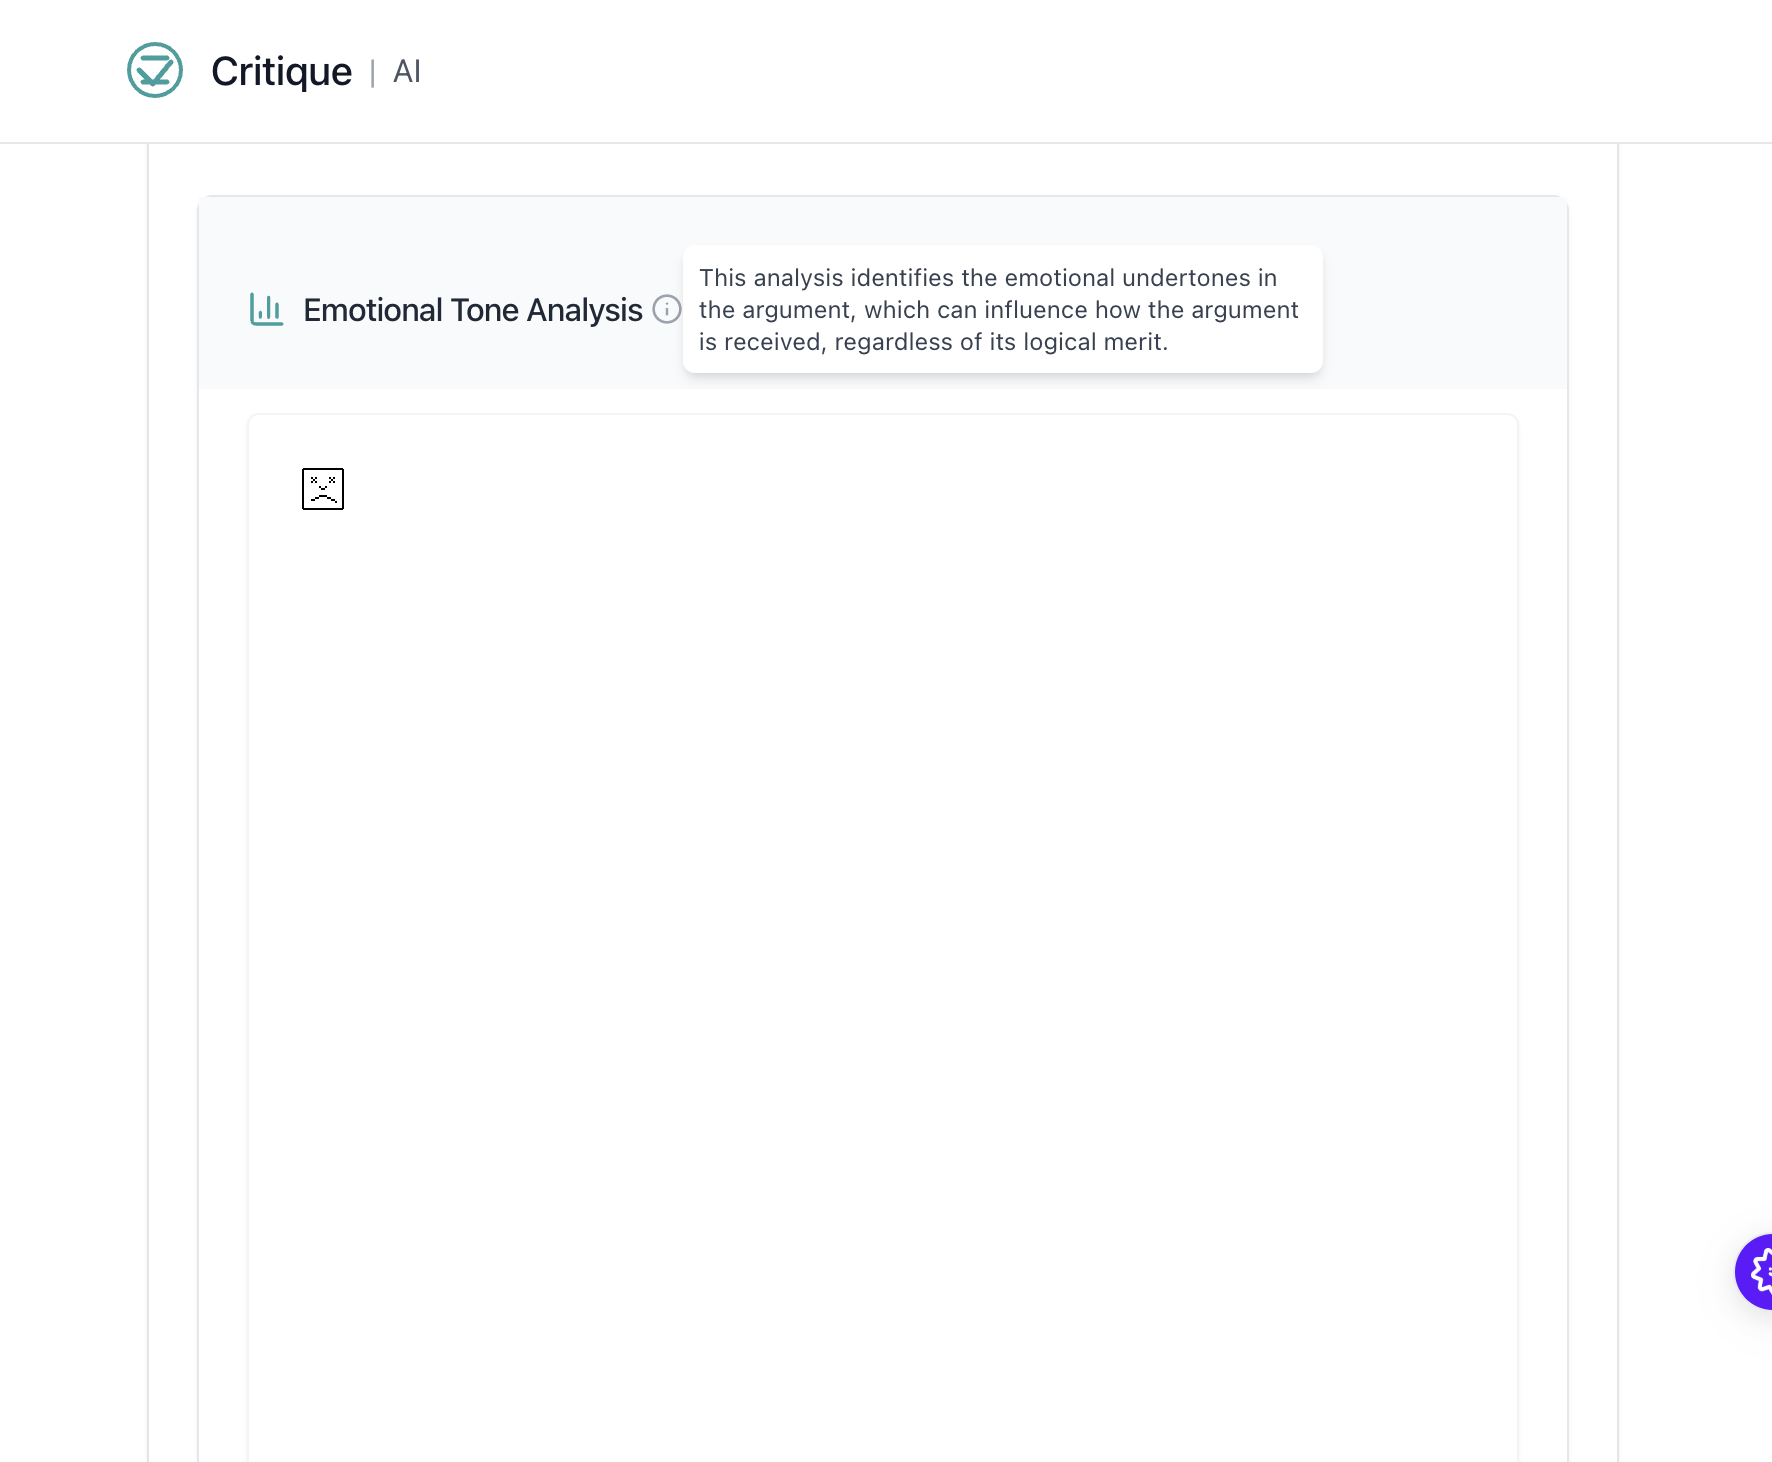 Critique | AI
Emotional Tone Analysis
This analysis identifies the emotional undertones in
the argument, which can influence how the argument
is received, regardless of its logical merit.